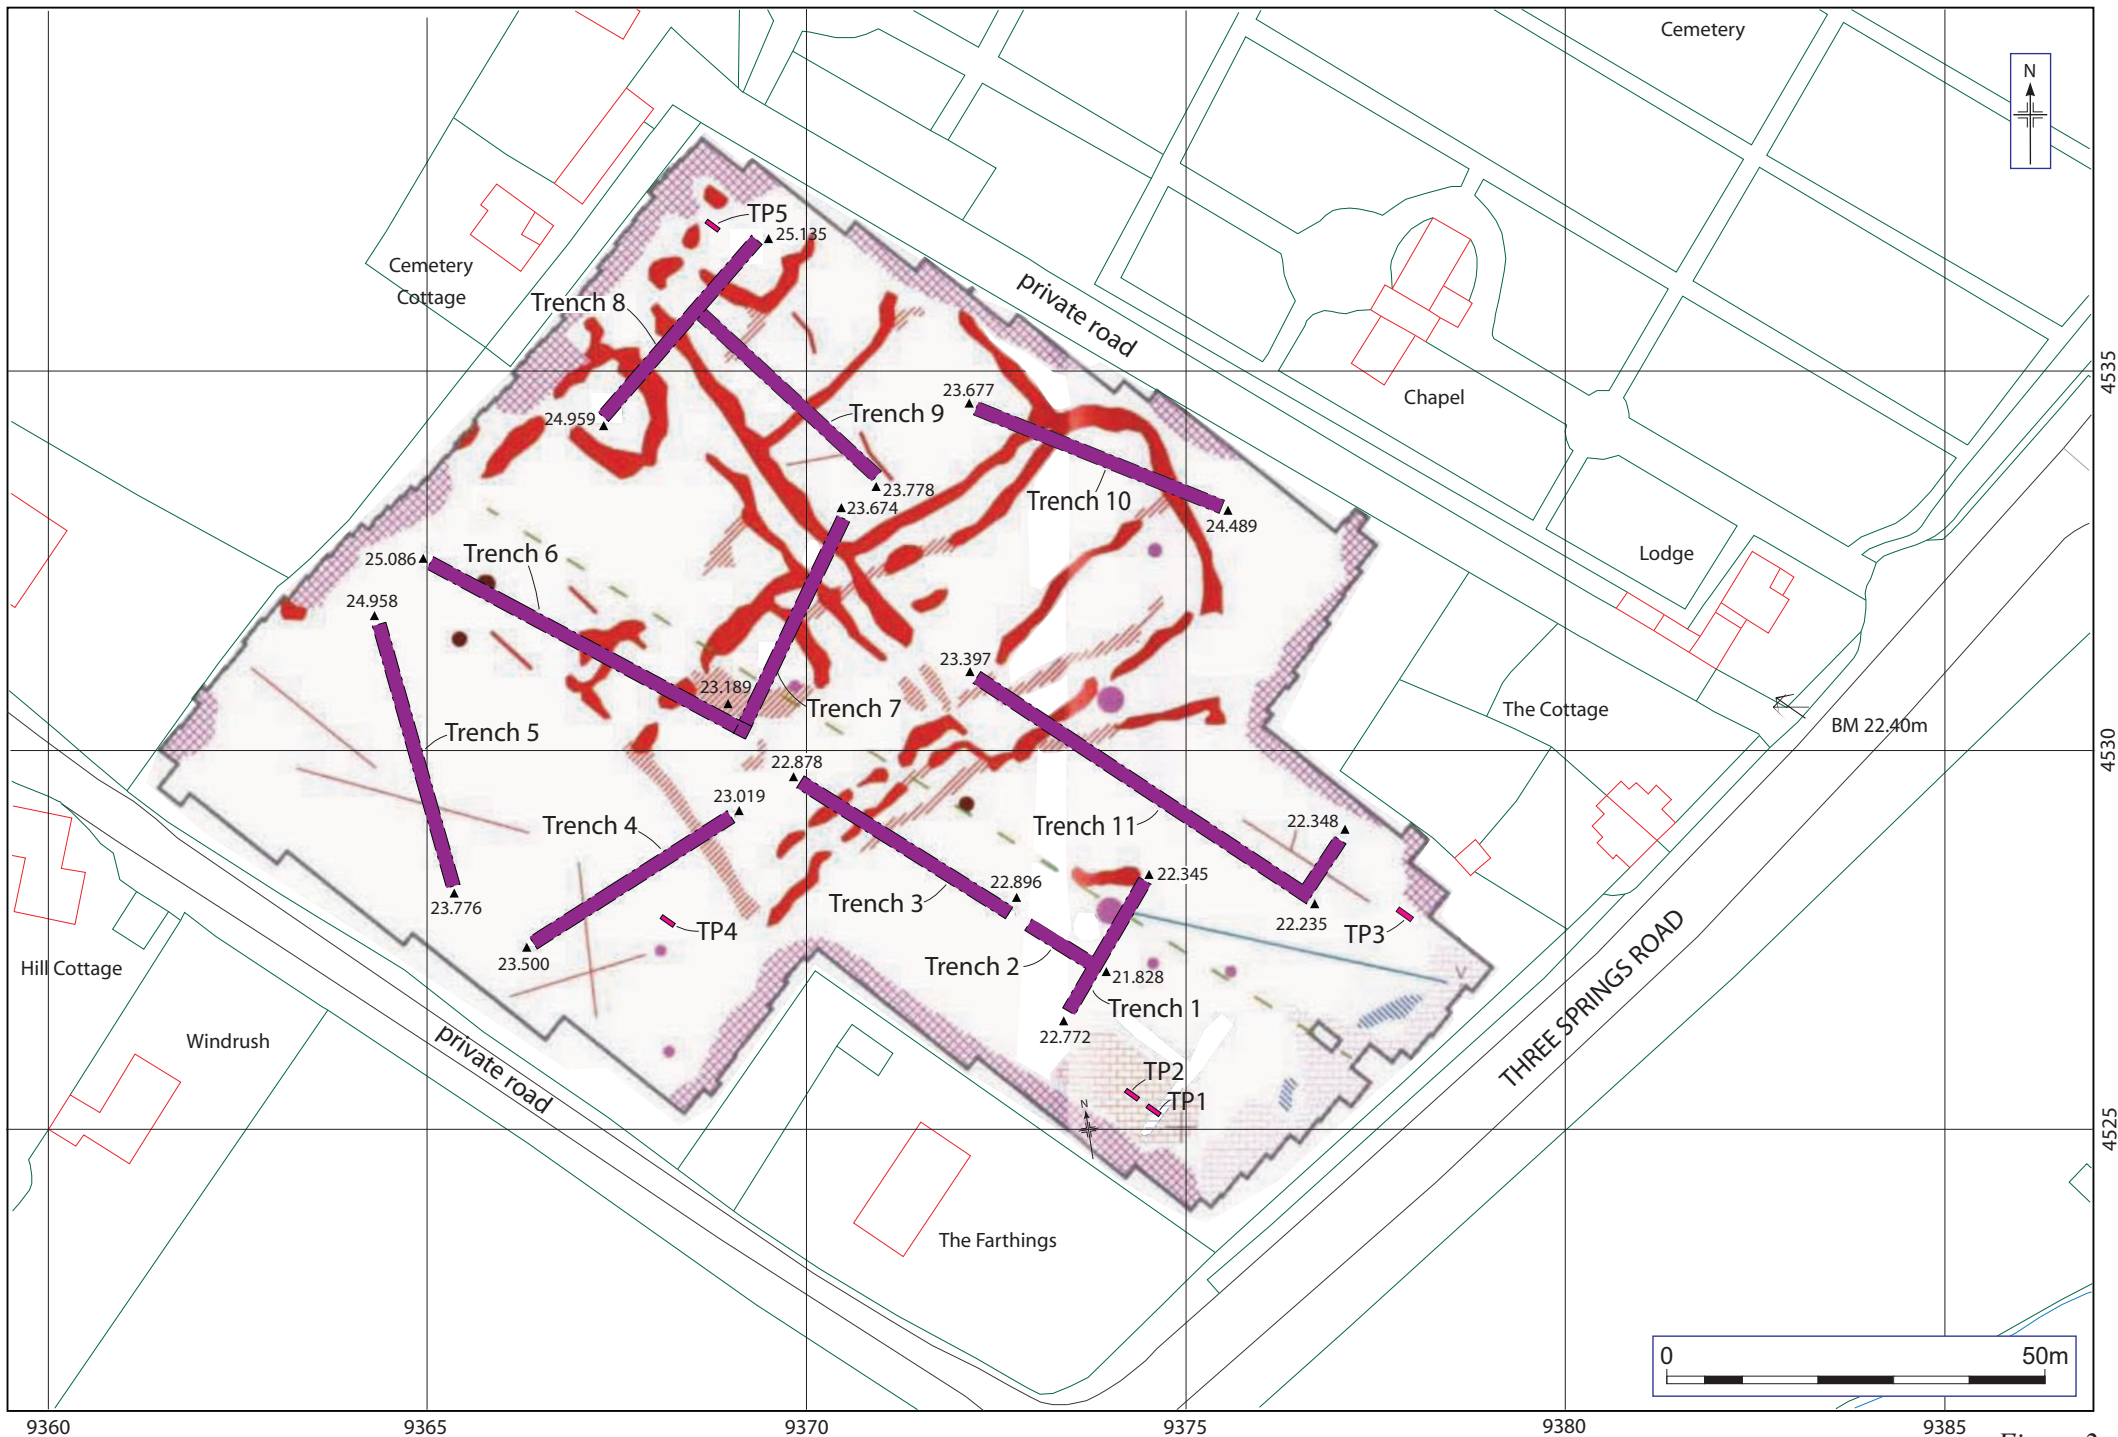 Cemetery
N
TP5
25.135
Cemetery
Cottage
Trench 8
private road
4535
23.677
Chapel
24.959
Trench 9
23.778
23.674
Trench 10
24.489
25.086
Trench 6
Lodge
24.958
23.397
23.189
Trench 7
The Cottage
BM 22.40m
Trench 5
4530
22.878
23.019
Trench 4
Trench 11
22.348
22.896
22.345
23.776
Trench 3
22.235
TP3
TP4
23.500
Trench 2
21.828
Hill Cottage
Trench 1
22.772
Windrush
private road
THREE SPRINGS ROAD
TP2
TP1
N
4525
The Farthings
0 50m
9360 9365 9370 9375 9380 9385